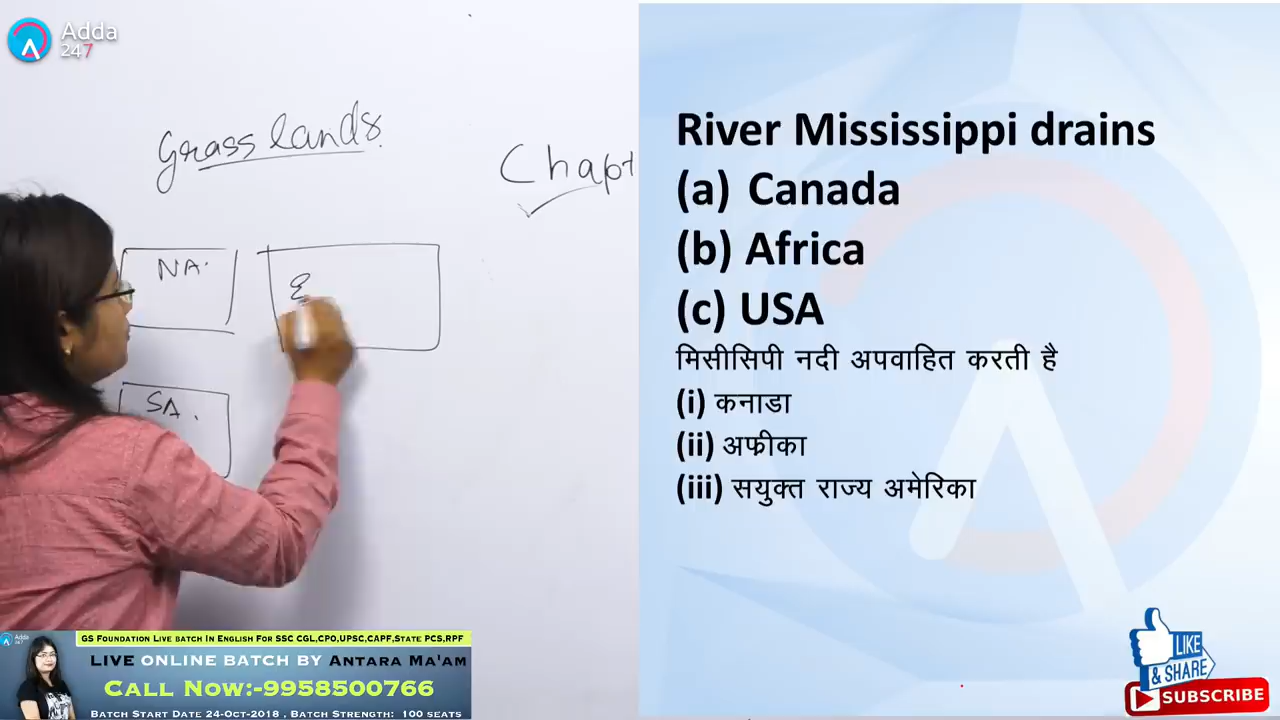 Adda
247
Grasslands
Chapt
NA.
E
SA.
River Mississippi drains
(a) Canada
(b) Africa
(c) USA
मिसीसिपी नदी अपवाहित करती है
(i) कनाडा
(ii) अफ्रीका
(iii) सयुक्त राज्य अमेरिका
Adda
247
GS Foundation Live batch In English For SSC CGL,CPO,UPSC,CAPF,State PCS,RPF
LIVE ONLINE BATCH BY Antara Ma'am
Call Now:-9958500766
Batch Start Date 24-Oct-2018 , Batch Strength: 100 seats
LIKE
& SHARE
SUBSCRIBE